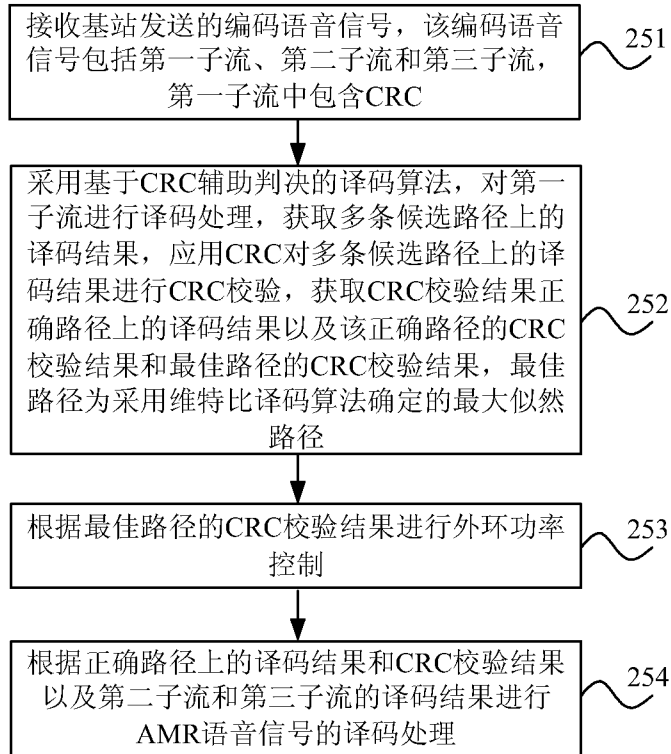 接收基站发送的编码语音信号，该编码语音
信号包括第一子流、第二子流和第三子流，
第一子流中包含CRC
251
采用基于CRC辅助判决的译码算法，对第一
子流进行译码处理，获取多条候选路径上的
译码结果，应用CRC对多条候选路径上的译
码结果进行CRC校验，获取CRC校验结果正
确路径上的译码结果以及该正确路径的CRC
校验结果和最佳路径的CRC校验结果，最佳
路径为采用维特比译码算法确定的最大似然
路径
252
根据最佳路径的CRC校验结果进行外环功率
控制
253
根据正确路径上的译码结果和CRC校验结果
以及第二子流和第三子流的译码结果进行
AMR语音信号的译码处理
254